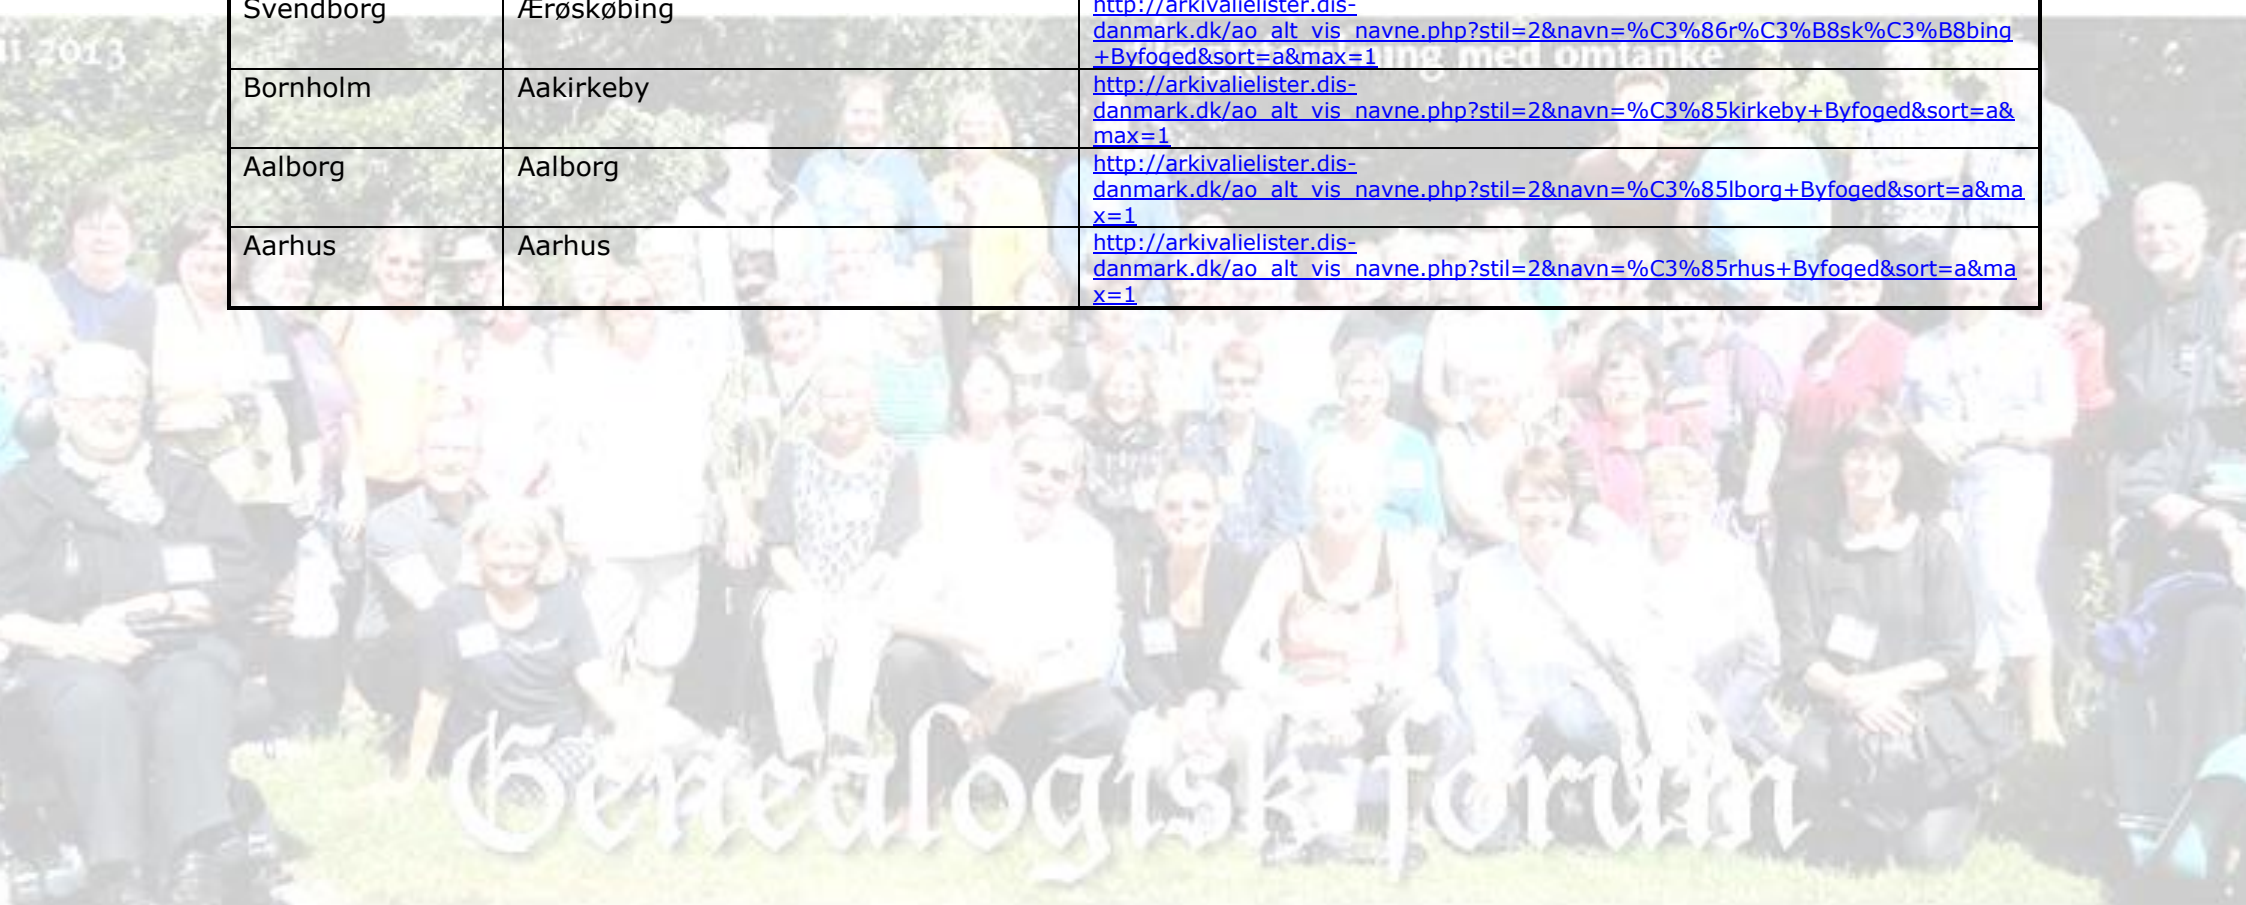 Svendborg Ærøskøbing http://arkivalielister.dis-
danmark.dk/ao_alt_vis_navne.php?stil=2&navn=%C3%86r%C3%B8sk%C3%B8bing
+Byfoged&sort=a&max=1
ii 2013
med omtanke
Bornholm Aakirkeby http://arkivalielister.dis-
danmark.dk/ao_alt_vis_navne.php?stil=2&navn=%C3%85kirkeby+Byfoged&sort=a&
max=1
Aalborg Aalborg http://arkivalielister.dis-
danmark.dk/ao_alt_vis_navne.php?stil=2&navn=%C3%85lborg+Byfoged&sort=a&ma
x=1
Aarhus Aarhus http://arkivalielister.dis-
danmark.dk/ao_alt_vis_navne.php?stil=2&navn=%C3%85rhus+Byfoged&sort=a&ma
x=1
Genealogisk forum